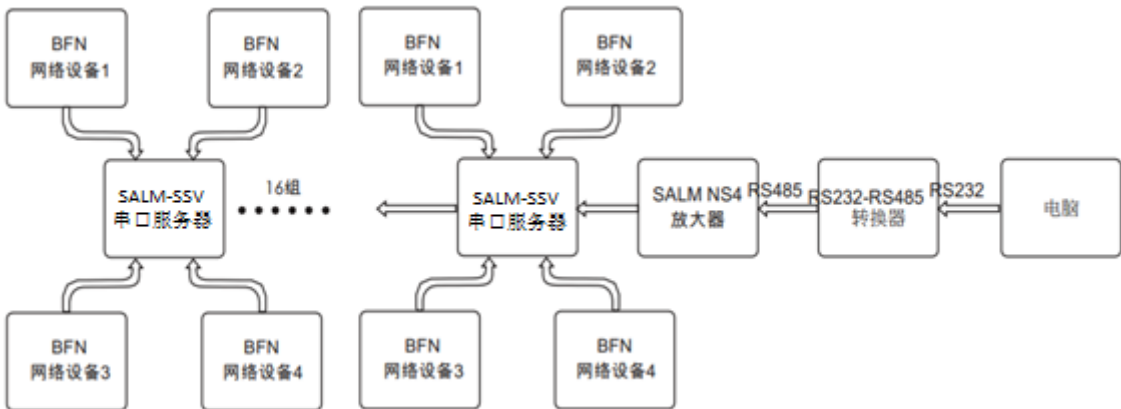 BFN
网络设备1
BFN
网络设备2
BFN
网络设备1
BFN
网络设备2
SALM-SSV
串口服务器
16组
SALM-SSV
串口服务器
SALM NS4
放大器
RS485
RS232-RS485
转换器
RS232
电脑
BFN
网络设备3
BFN
网络设备4
BFN
网络设备3
BFN
网络设备4